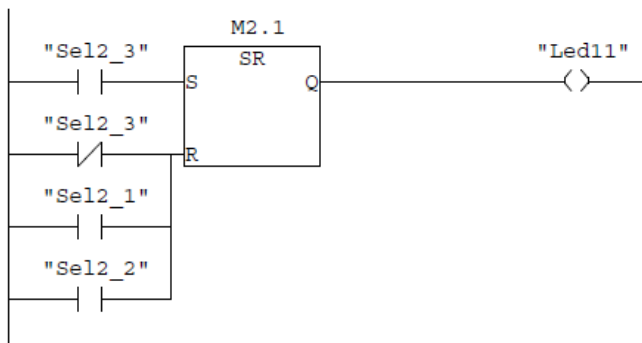 M2.1
"Sel2_3" SR "Led11"
S Q
"Sel2_3"
R
"Sel2_1"
"Sel2_2"